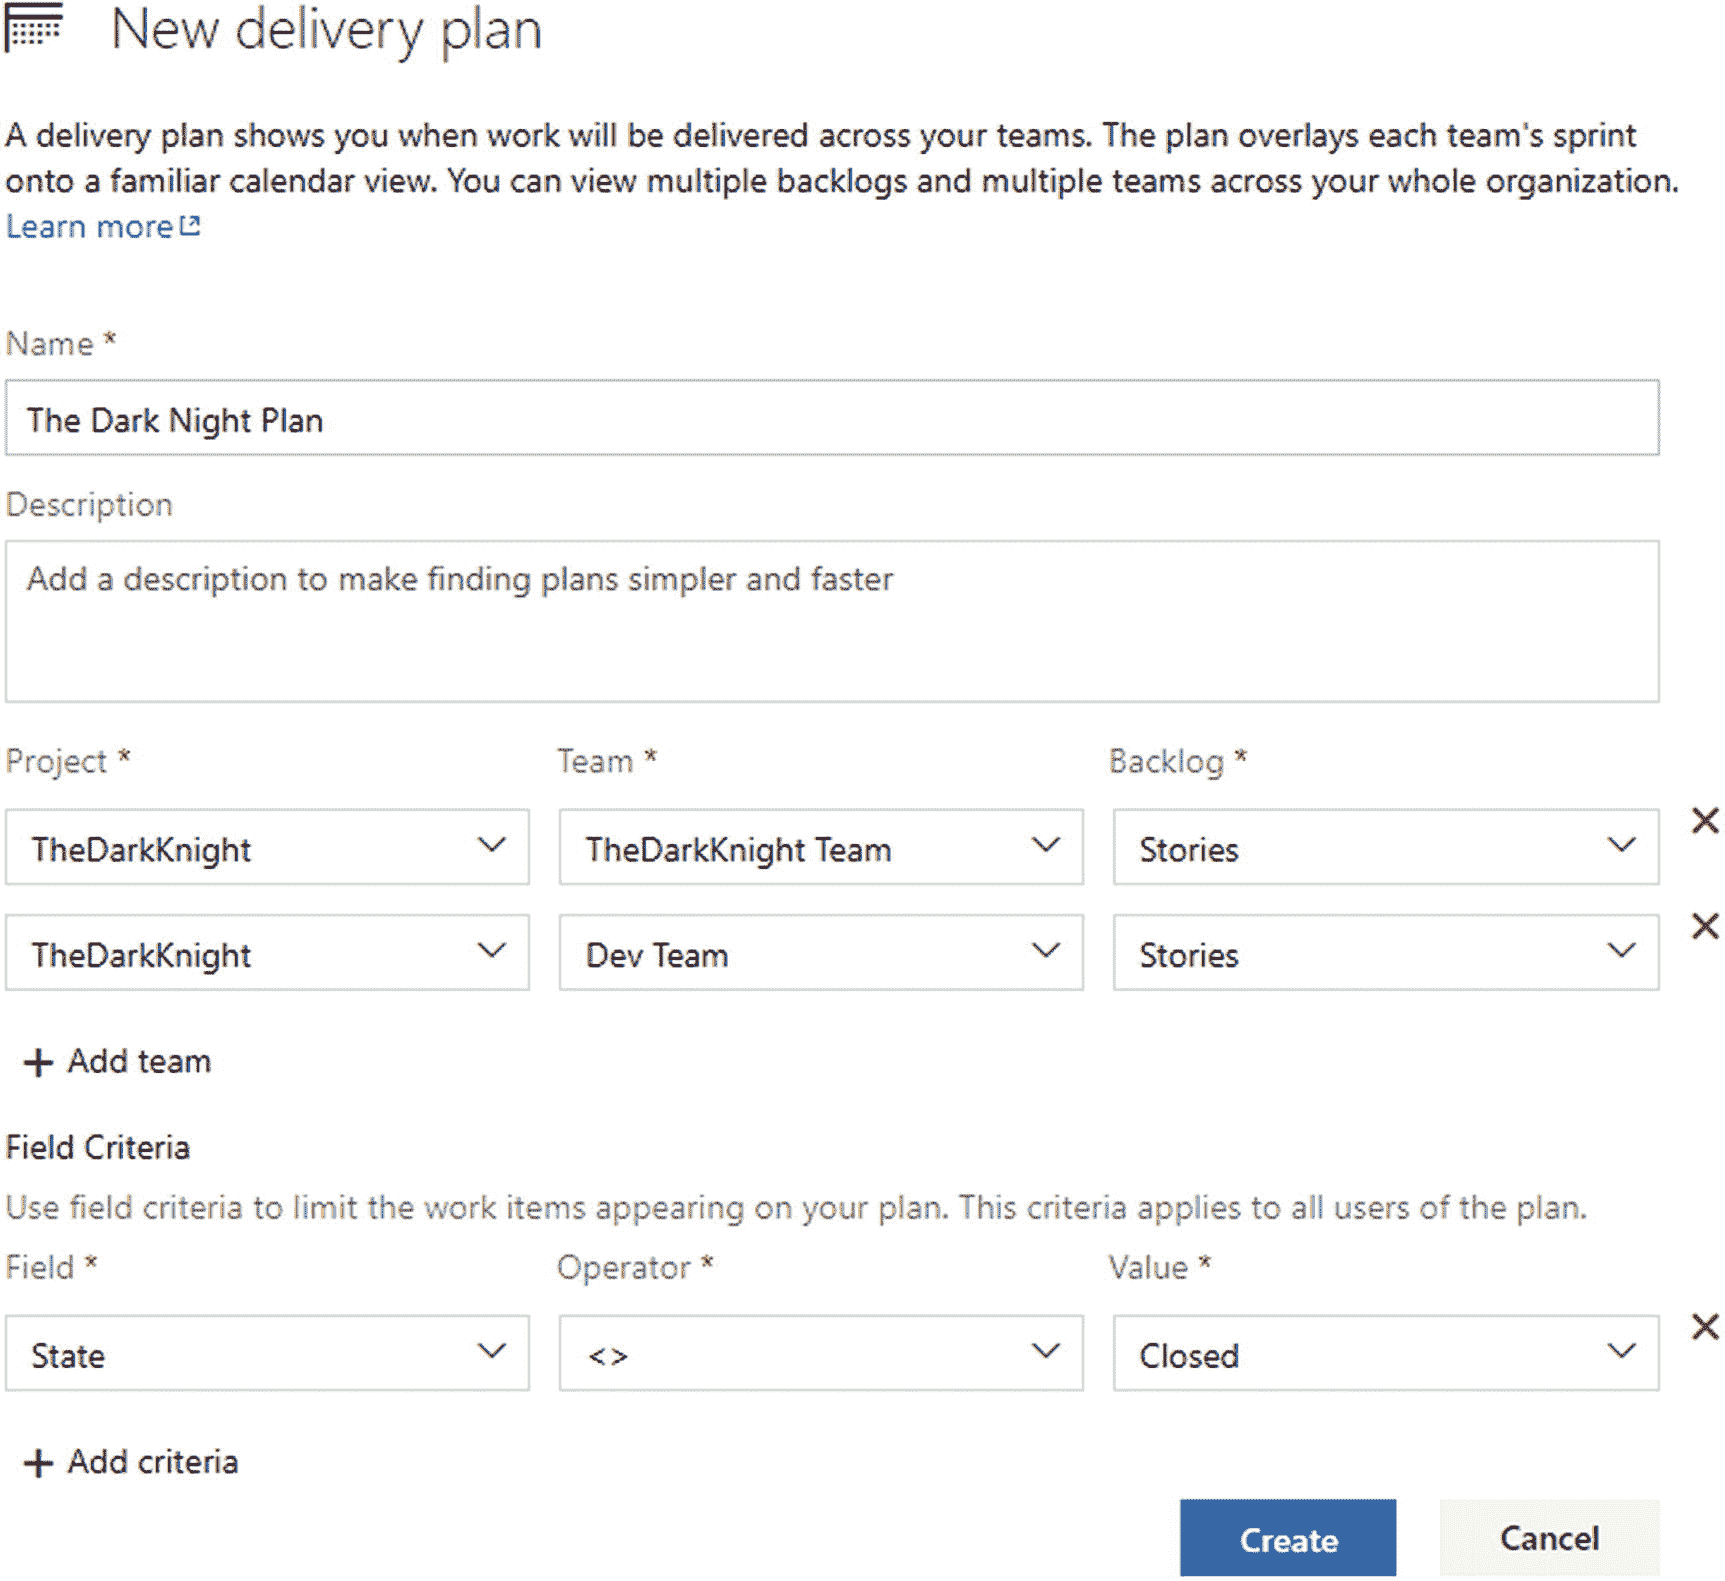 New delivery plan
A delivery plan shows you when work will be delivered across your teams. The plan overlays each team's sprint
onto a familiar calendar view. You can view multiple backlogs and multiple teams across your whole organization.
Learn more
Name *
The Dark Night Plan
Description
Add a description to make finding plans simpler and faster
Project * Team * Backlog *
TheDarkKnight TheDarkKnight Team Stories
TheDarkKnight Dev Team Stories
+ Add team
Field Criteria
Use field criteria to limit the work items appearing on your plan. This criteria applies to all users of the plan.
Field * Operator * Value *
State <> Closed
+ Add criteria
Create Cancel